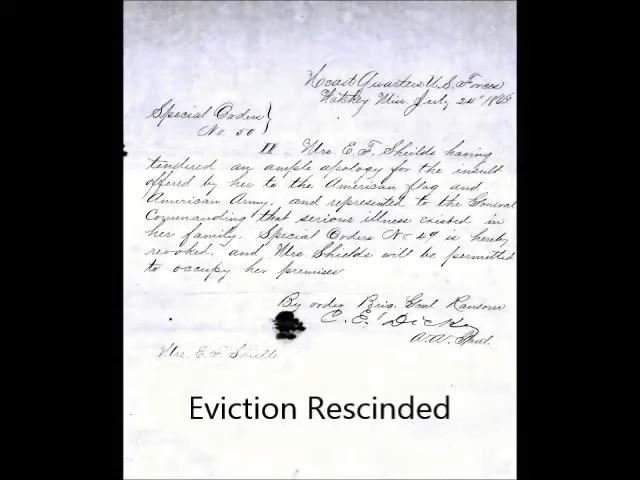 Head Quarters U.S. Forces
Natchez Miss. July 24" 1863
Special Orders }
No 50
II Mrs. E. F. Sheilds having
tendered an ample apology for the insult
offered by her to the American flag and
American Army. and represented to the General
Commanding that serious illness existed in
her family. Special Orders No 49 is hereby
revoked. and Mrs Shields will be permitted
to occupy her premises
By order Brig. Genl Ransom
C. E. Dickey
Mrs. E. F. Shields
Eviction Rescinded